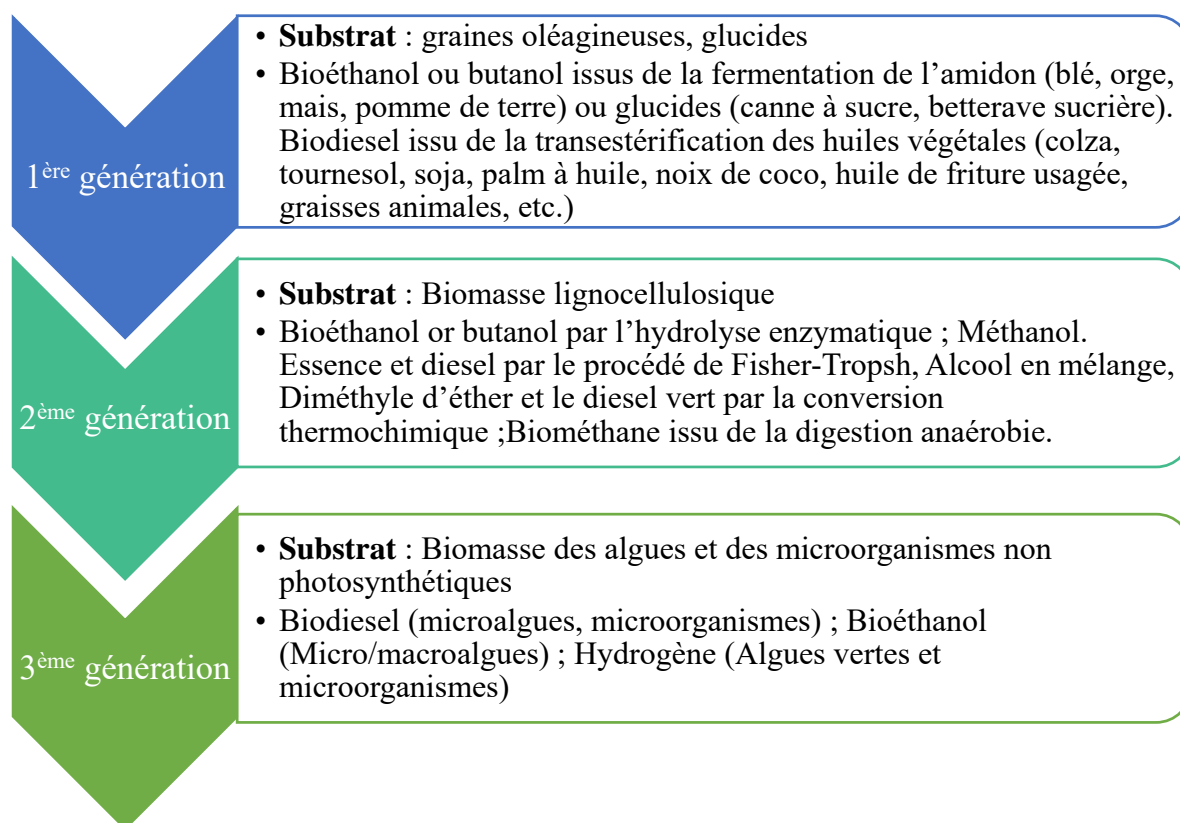 1ère génération
• Substrat : graines oléagineuses, glucides
• Bioéthanol ou butanol issus de la fermentation de l’amidon (blé, orge,
mais, pomme de terre) ou glucides (canne à sucre, betterave sucrière).
Biodiesel issu de la transestérification des huiles végétales (colza,
tournesol, soja, palm à huile, noix de coco, huile de friture usagée,
graisses animales, etc.)
2ème génération
• Substrat : Biomasse lignocellulosique
• Bioéthanol or butanol par l’hydrolyse enzymatique ; Méthanol.
Essence et diesel par le procédé de Fisher-Tropsh, Alcool en mélange,
Diméthyle d’éther et le diesel vert par la conversion
thermochimique ;Biométhane issu de la digestion anaérobie.
3ème génération
• Substrat : Biomasse des algues et des microorganismes non
photosynthétiques
• Biodiesel (microalgues, microorganismes) ; Bioéthanol
(Micro/macroalgues) ; Hydrogène (Algues vertes et
microorganismes)